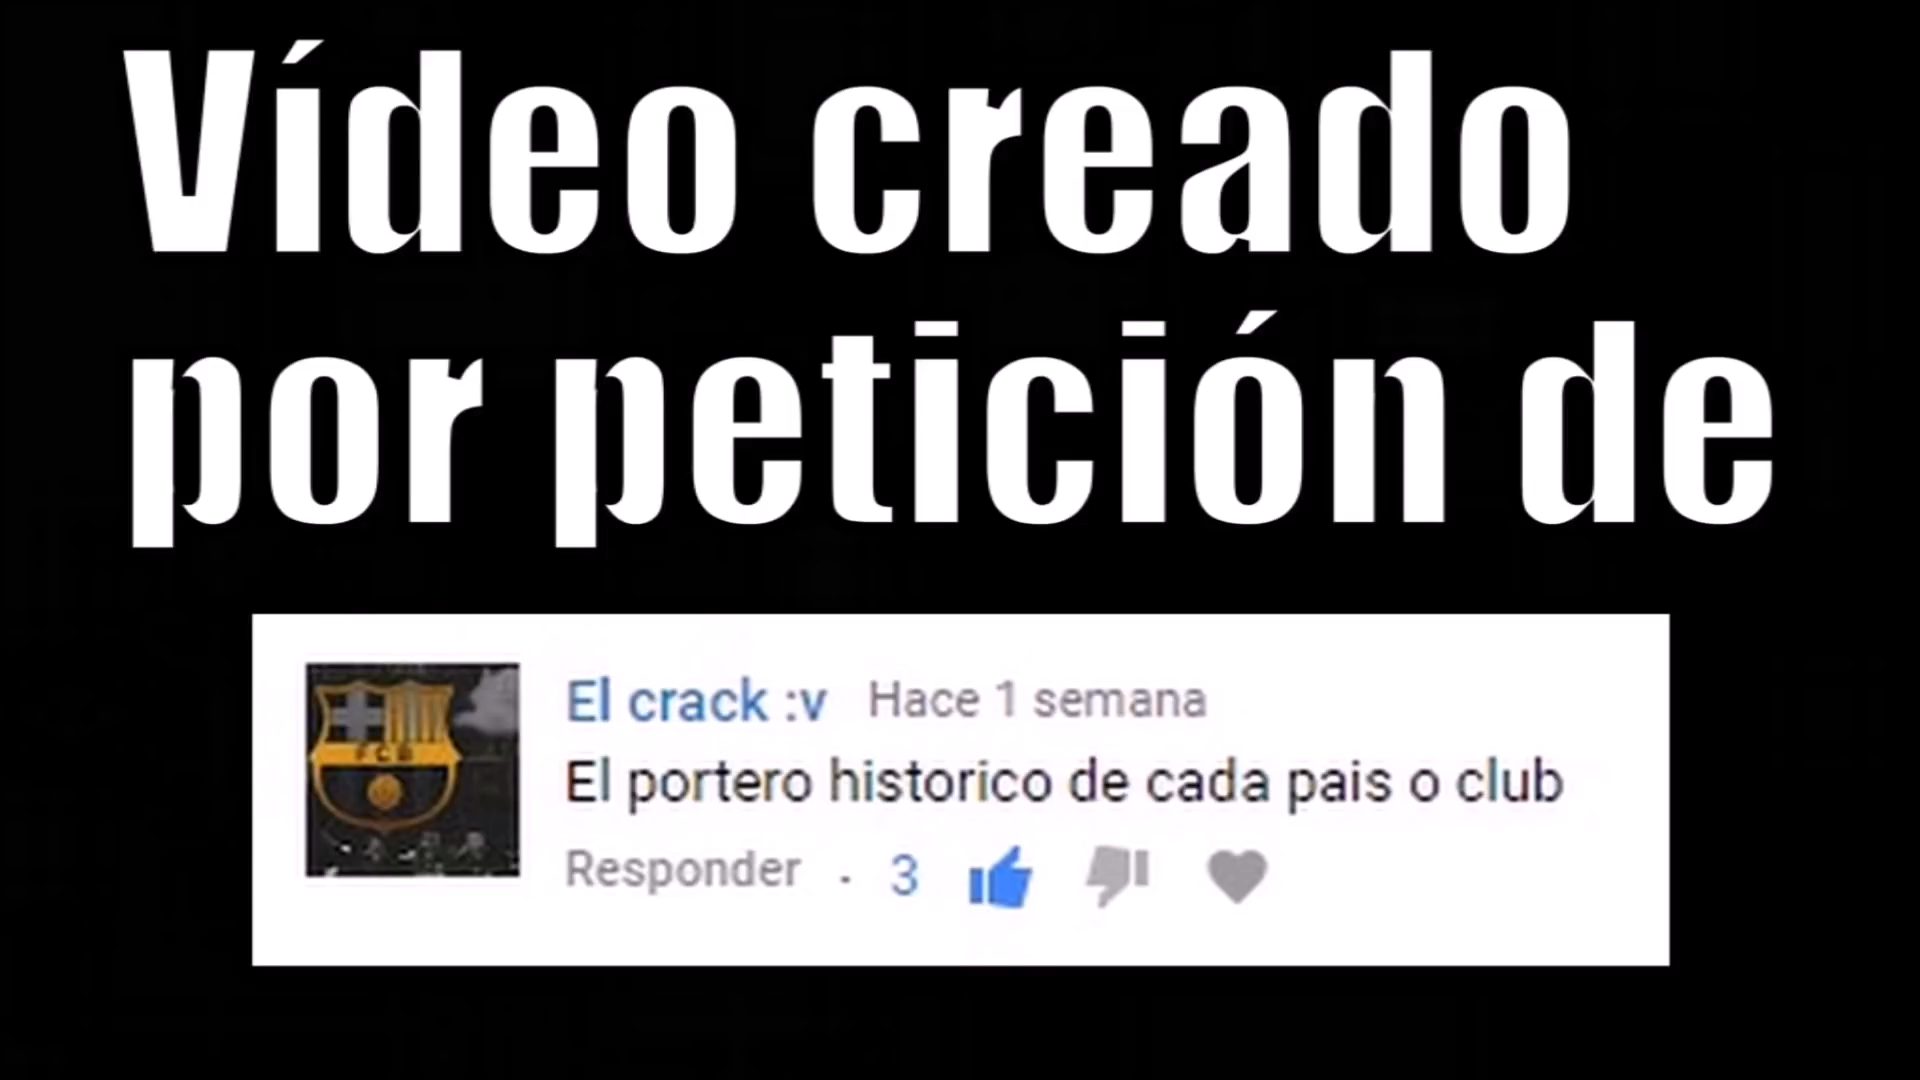 Vídeo creado
por petición de
El crack :v Hace 1 semana
FCB
El portero historico de cada pais o club
Responder · 3